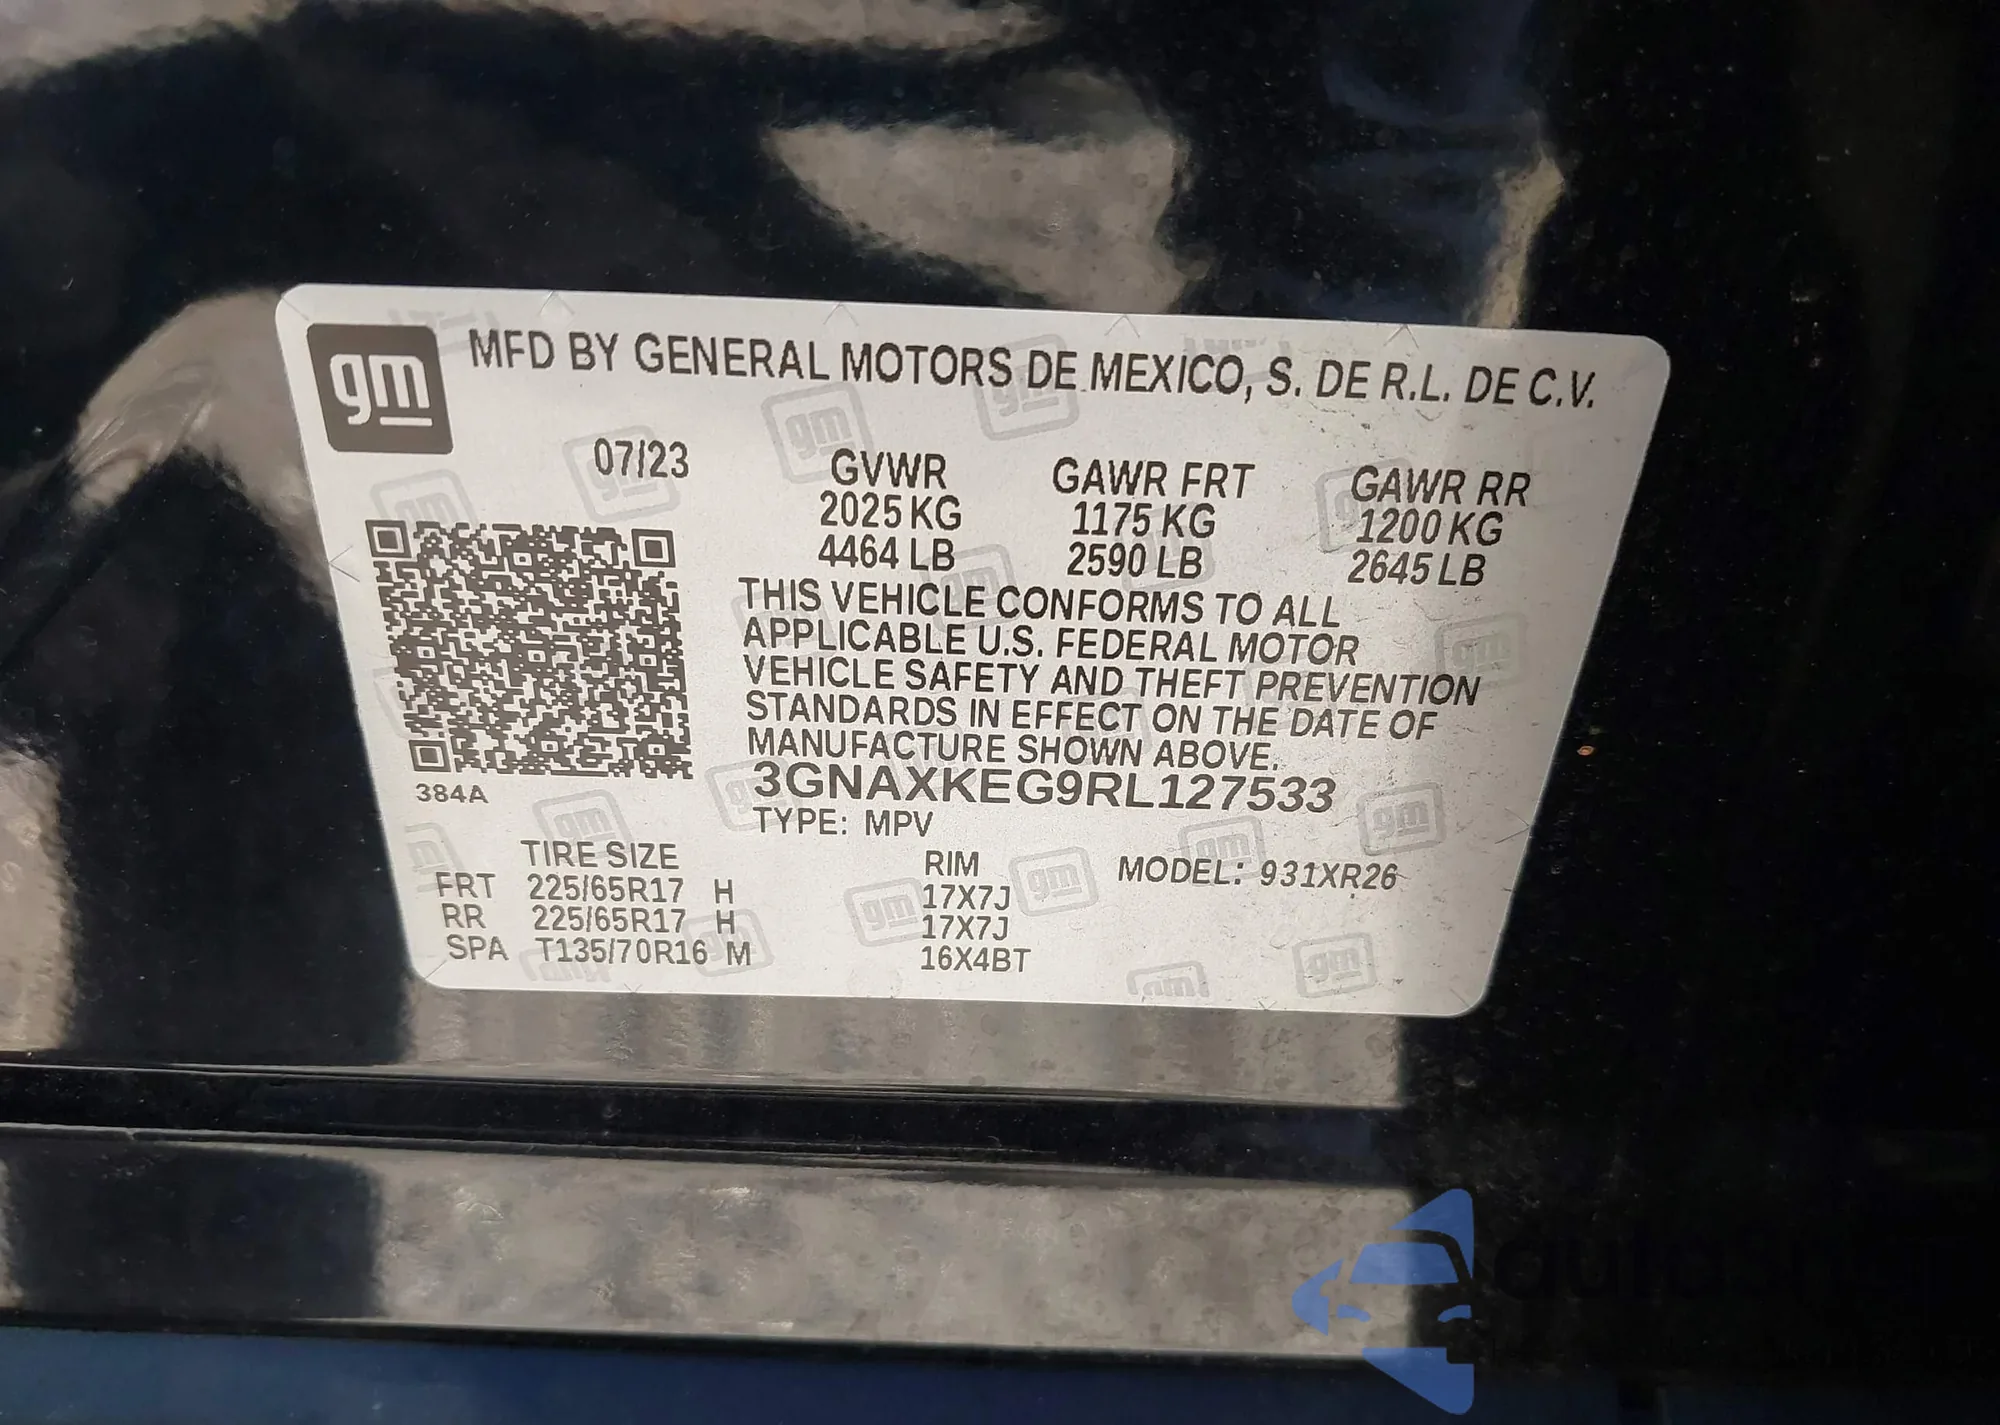 gm
MFD BY GENERAL MOTORS DE MEXICO, S. DE R.L. DE C.V.
07/23
GVWR GAWR FRT GAWR RR
2025 KG 1175 KG 1200 KG
4464 LB 2590 LB 2645 LB
THIS VEHICLE CONFORMS TO ALL
APPLICABLE U.S. FEDERAL MOTOR
VEHICLE SAFETY AND THEFT PREVENTION
STANDARDS IN EFFECT ON THE DATE OF
MANUFACTURE SHOWN ABOVE.
384A
3GNAXKEG9RL127533
TYPE: MPV
TIRE SIZE RIM MODEL: 931XR26
FRT 225/65R17 H 17X7J
RR 225/65R17 H 17X7J
SPA T135/70R16 M 16X4BT